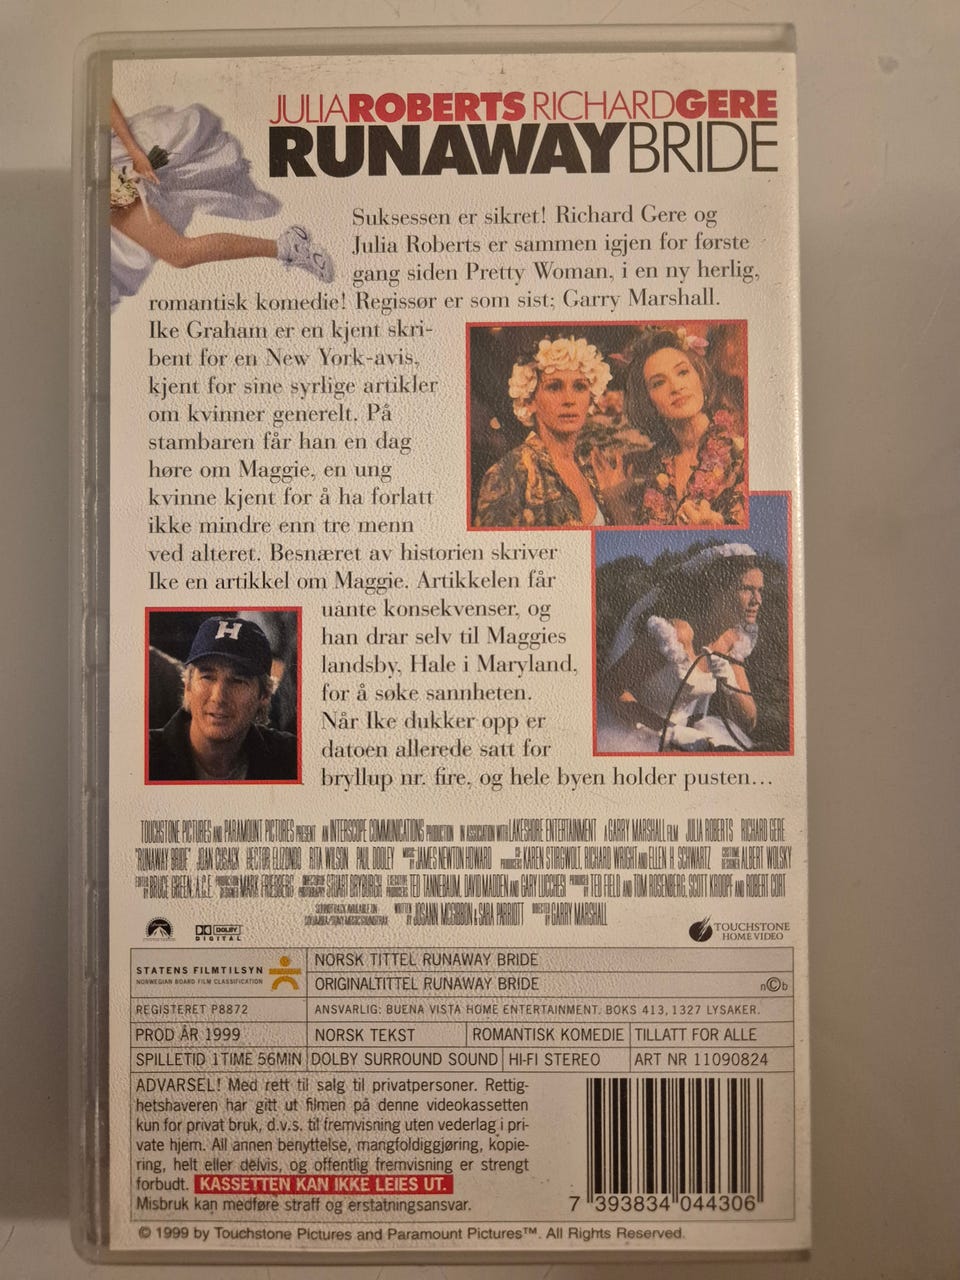 JULIAROBERTS RICHARDGERE
RUNAWAYBRIDE
Suksessen er sikret! Richard Gere og
Julia Roberts er sammen igjen for første
gang siden Pretty Woman, i en ny herlig,
romantisk komedie! Regissør er som sist; Garry Marshall.
Ike Graham er en kjent skri-
bent for en New York-avis,
kjent for sine syrlige artikler
om kvinner generelt. På
stambaren får han en dag
høre om Maggie, en ung
kvinne kjent for å ha forlatt
ikke mindre enn tre menn
ved alteret. Besnæret av historien skriver
Ike en artikkel om Maggie. Artikkelen får
uante konsekvenser, og
han drar selv til Maggies
landsby, Hale i Maryland,
for å søke sannheten.
Når Ike dukker opp er
datoen allerede satt for
bryllup nr. fire, og hele byen holder pusten...
H
TOUCHSTONE PICTURES AND PARAMOUNT PICTURES PRESENT AN INTERSCOPE COMMUNICATIONS PRODUCTION IN ASSOCIATION WITH LAKESHORE ENTERTAINMENT A GARRY MARSHALL FILM JULIA ROBERTS RICHARD GERE
"RUNAWAY BRIDE" JOAN CUSACK HECTOR ELIZONDO RITA WILSON PAUL DOOLEY MUSIC BY JAMES NEWTON HOWARD CO-PRODUCERS KAREN STIRGWOLT, RICHARD WRIGHT AND ELLEN H. SCHWARTZ COSTUME DESIGNER ALBERT WOLSKY
EDITED BY BRUCE GREEN, A.C.E. PRODUCTION DESIGNER MARK FRIEDBERG DIRECTOR OF PHOTOGRAPHY STUART DRYBURGH EXECUTIVE PRODUCERS TED TANNEBAUM, DAVID MADDEN AND GARY LUCCHESI PRODUCED BY TED FIELD AND TOM ROSENBERG, SCOTT KROOPF AND ROBERT CORT
SOUNDTRACK AVAILABLE ON COLUMBIA/SONY MUSIC SOUNDTRAX WRITTEN BY JOSANN MCGIBBON & SARA PARRIOTT DIRECTED BY GARRY MARSHALL
DOLBY
DIGITAL
TOUCHSTONE
HOME VIDEO
STATENS FILMTILSYN
NORWEGIAN BOARD FILM CLASSIFICATION
NORSK TITTEL RUNAWAY BRIDE
ORIGINALTITTEL RUNAWAY BRIDE
n©b
REGISTERET P8872
ANSVARLIG: BUENA VISTA HOME ENTERTAINMENT. BOKS 413, 1327 LYSAKER.
PROD ÅR 1999 NORSK TEKST ROMANTISK KOMEDIE TILLATT FOR ALLE
SPILLETID 1TIME 56MIN DOLBY SURROUND SOUND HI-FI STEREO ART NR 11090824
ADVARSEL! Med rett til salg til privatpersoner. Rettig-
hetshaveren har gitt ut filmen på denne videokassetten
kun for privat bruk, d.v.s. til fremvisning uten vederlag i pri-
vate hjem. All annen benyttelse, mangfoldiggjøring, kopie-
ring, helt eller delvis, og offentlig fremvisning er strengt
forbudt. KASSETTEN KAN IKKE LEIES UT.
Misbruk kan medføre straff og erstatningsansvar.
7 393834 044306
© 1999 by Touchstone Pictures and Paramount Pictures™. All Rights Reserved.